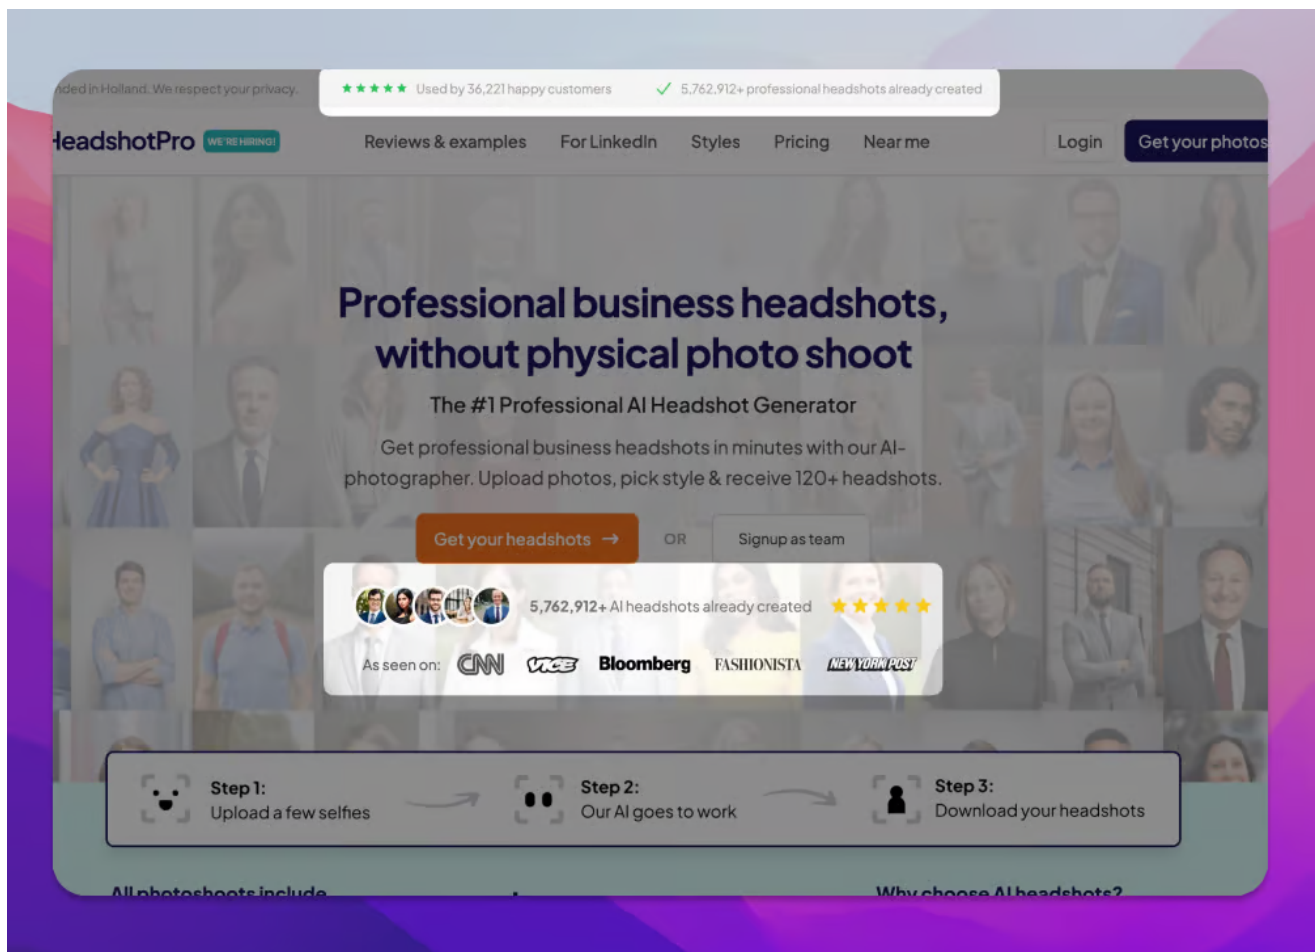 nded in Holland. We respect your privacy.
Used by 36,221 happy customers
5,762,912+ professional headshots already created
HeadshotPro
WE'RE HIRING!
Reviews & examples
For LinkedIn
Styles
Pricing
Near me
Login
Get your photos
Professional business headshots,
without physical photo shoot
The #1 Professional AI Headshot Generator
Get professional business headshots in minutes with our AI-
photographer. Upload photos, pick style & receive 120+ headshots.
Get your headshots →
OR
Signup as team
5,762,912+ AI headshots already created
As seen on: CNN VICE Bloomberg FASHIONISTA NEW YORK POST
Step 1:
Upload a few selfies
Step 2:
Our AI goes to work
Step 3:
Download your headshots
All photoshoots include
Why choose AI headshots?